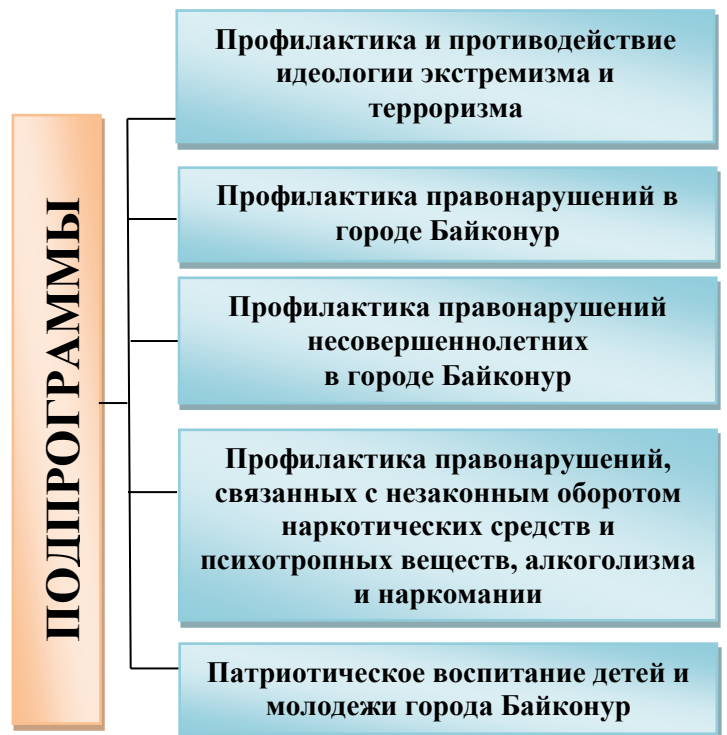 ПОДПРОГРАММЫ
Профилактика и противодействие
идеологии экстремизма и
терроризма
Профилактика правонарушений в
городе Байконур
Профилактика правонарушений
несовершеннолетних
в городе Байконур
Профилактика правонарушений,
связанных с незаконным оборотом
наркотических средств и
психотропных веществ, алкоголизма
и наркомании
Патриотическое воспитание детей и
молодежи города Байконур